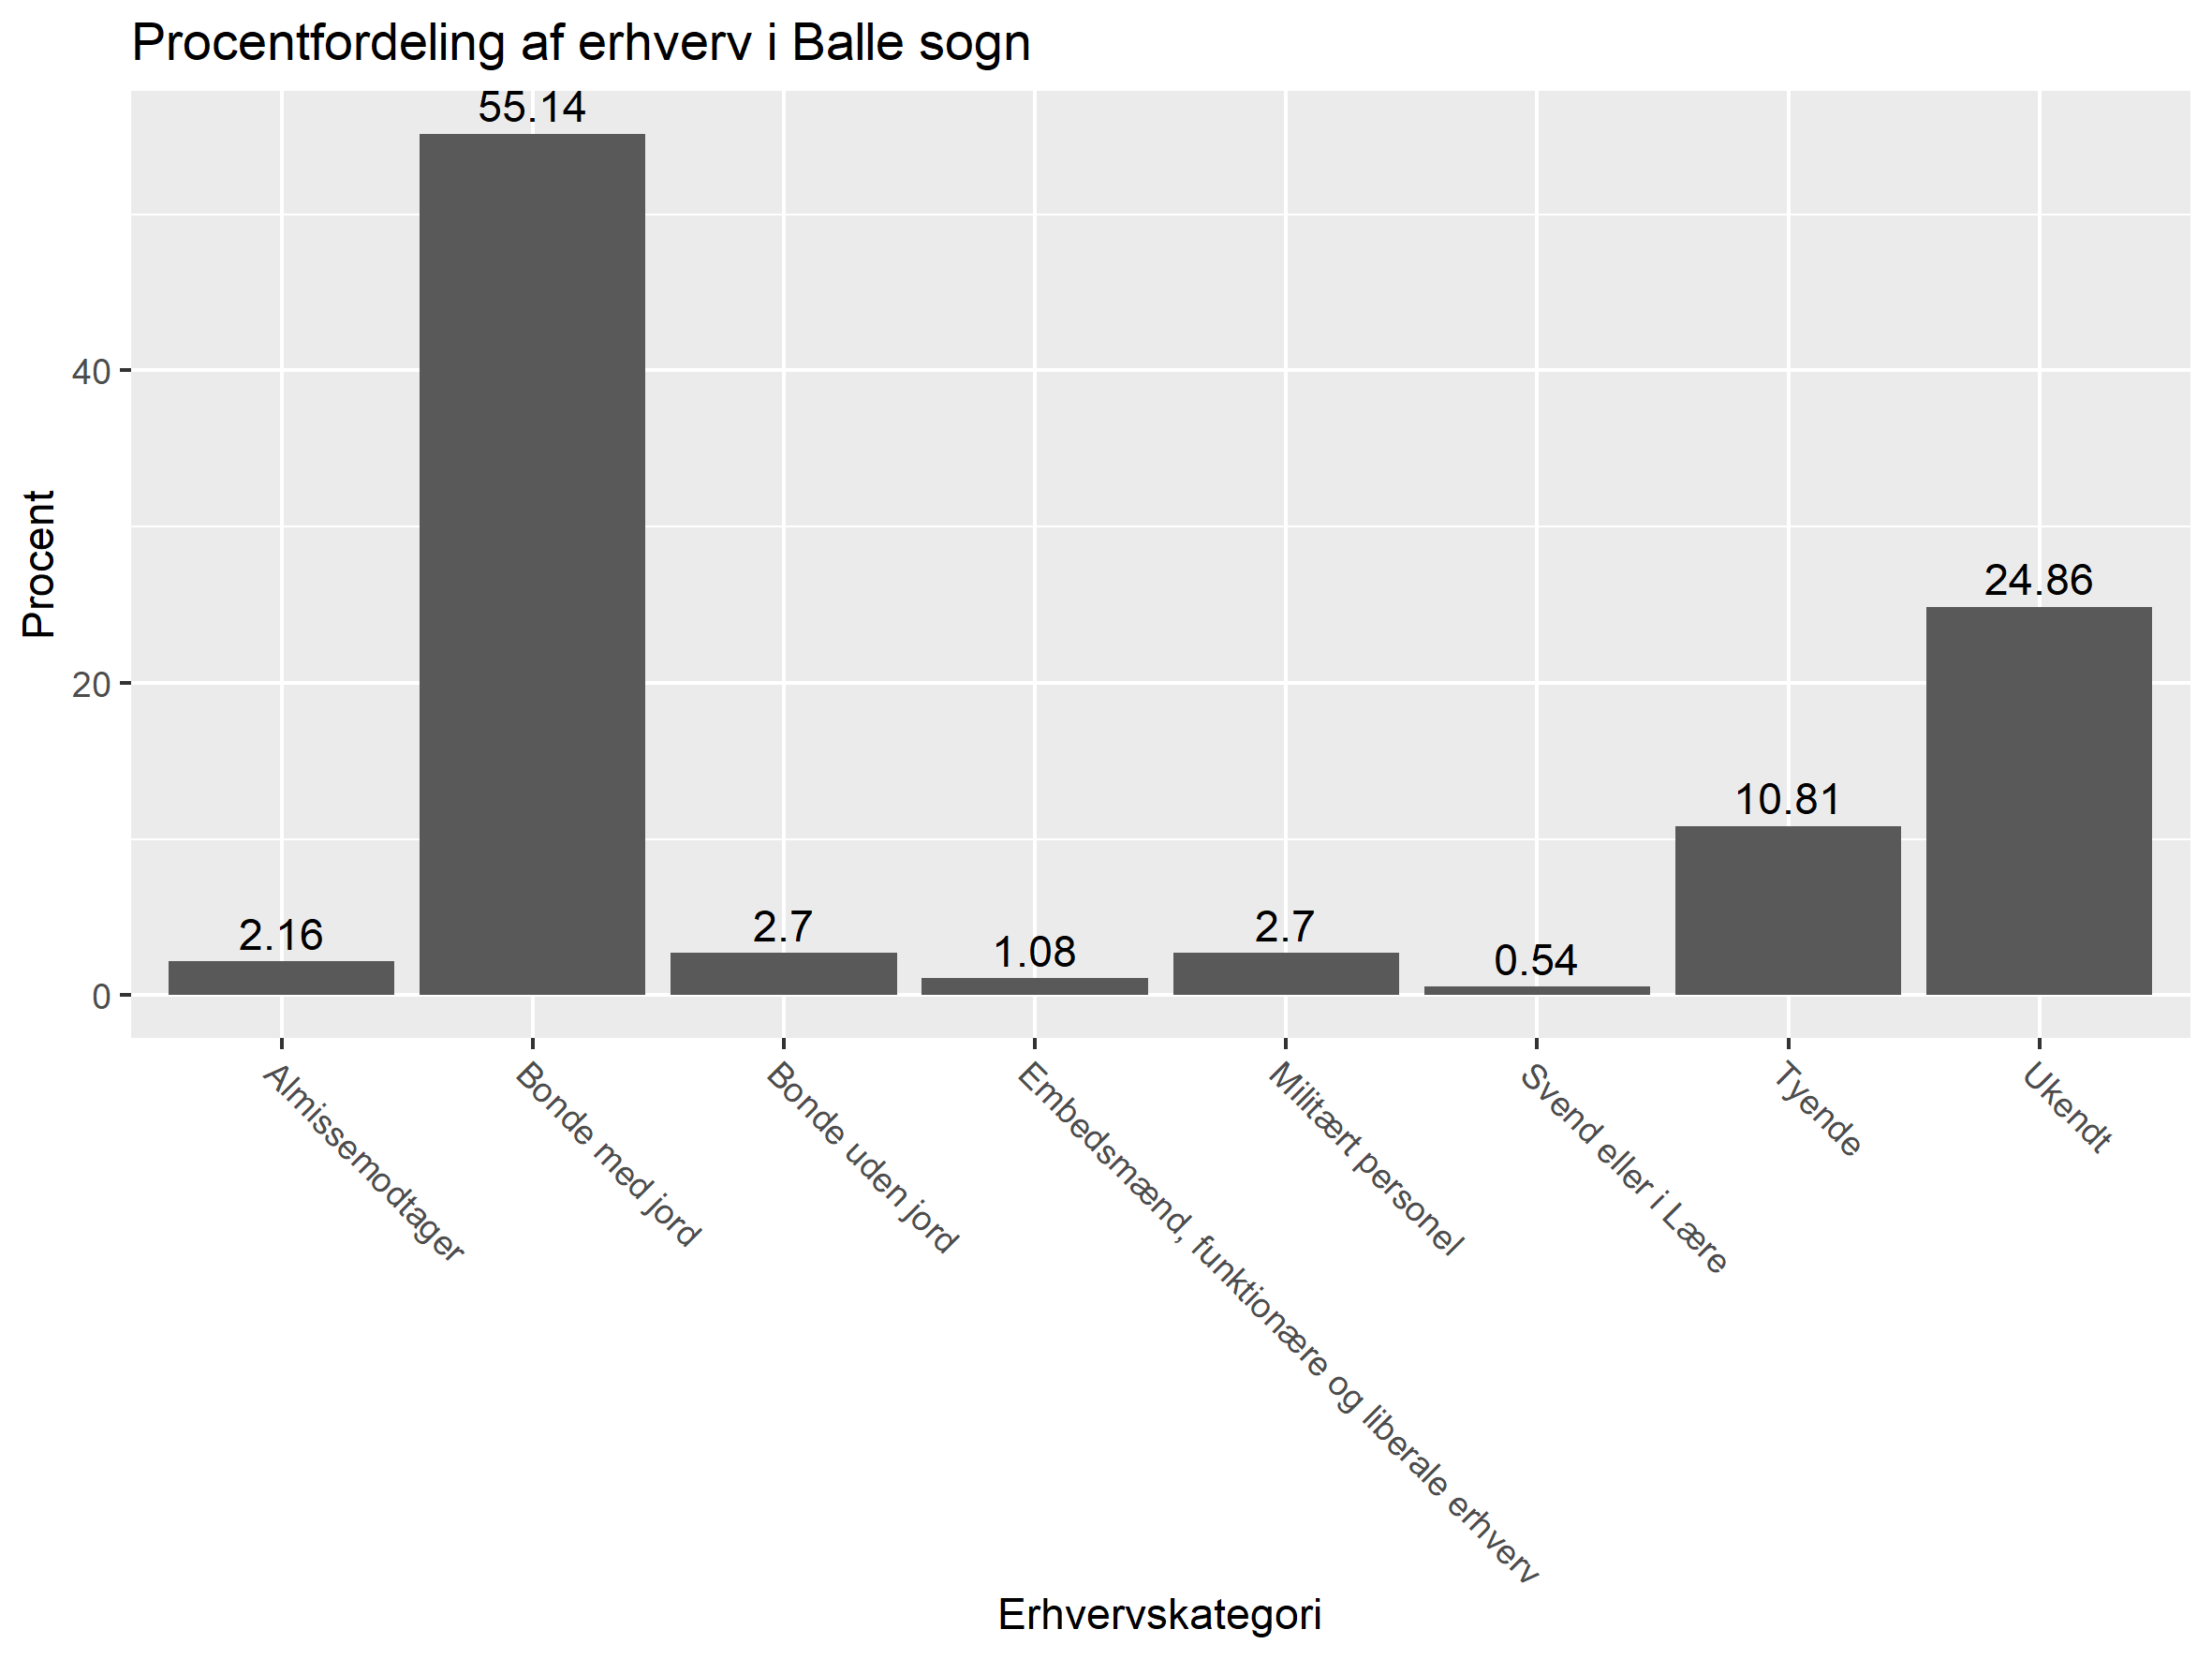 Procentfordeling af erhverv i Balle sogn
Procent
40
20
0
2.16
55.14
2.7
1.08
2.7
0.54
10.81
24.86
Almissemodtager
Bonde med jord
Bonde uden jord
Embedsmænd, funktionære og liberale erhverv
Militært personel
Svend eller i Lære
Tyende
Ukendt
Erhvervskategori